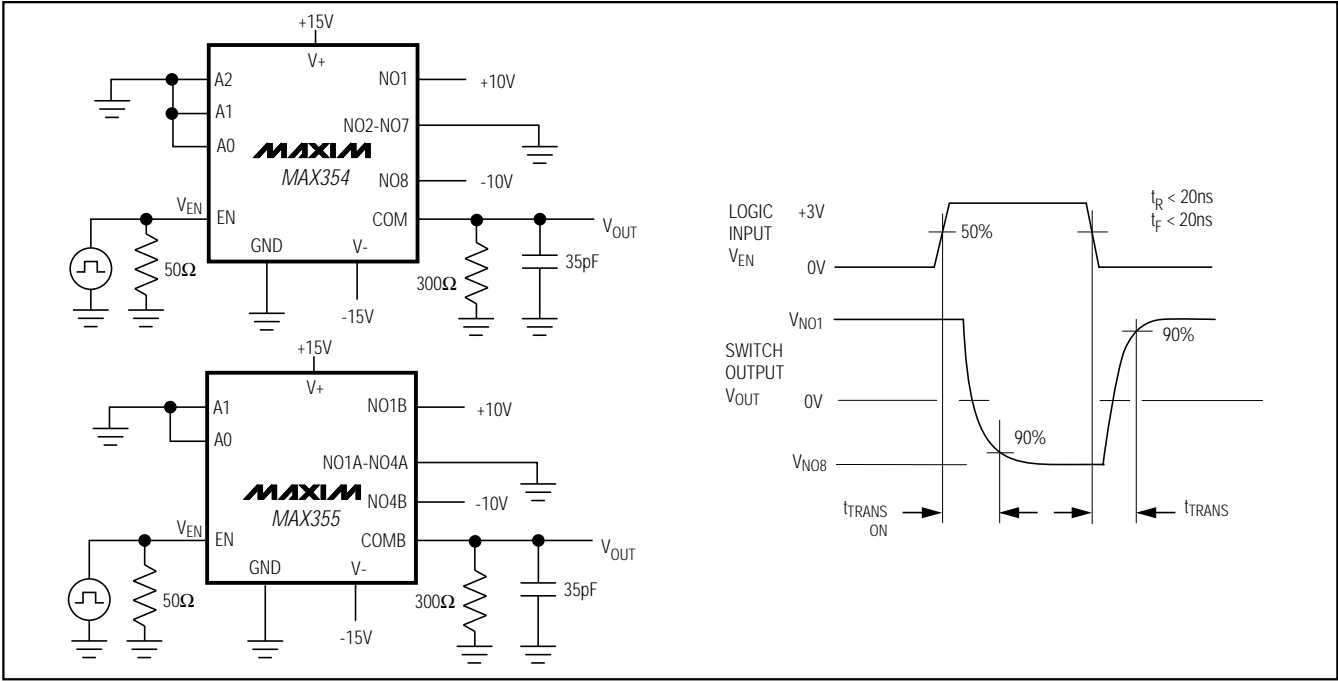 +15V
V+
A2
A1
A0
NO1
+10V
NO2-NO7
MAXIM
MAX354
NO8
-10V
VEN
EN
COM
VOUT
GND
V-
50Ω
300Ω
35pF
-15V
+15V
V+
A1
A0
NO1B
+10V
NO1A-NO4A
MAXIM
MAX355
NO4B
-10V
VEN
EN
COMB
VOUT
GND
V-
50Ω
300Ω
35pF
-15V
LOGIC
INPUT
VEN
+3V
0V
50%
tR < 20ns
tF < 20ns
VNO1
SWITCH
OUTPUT
VOUT
0V
VNO8
90%
90%
tTRANS
ON
tTRANS